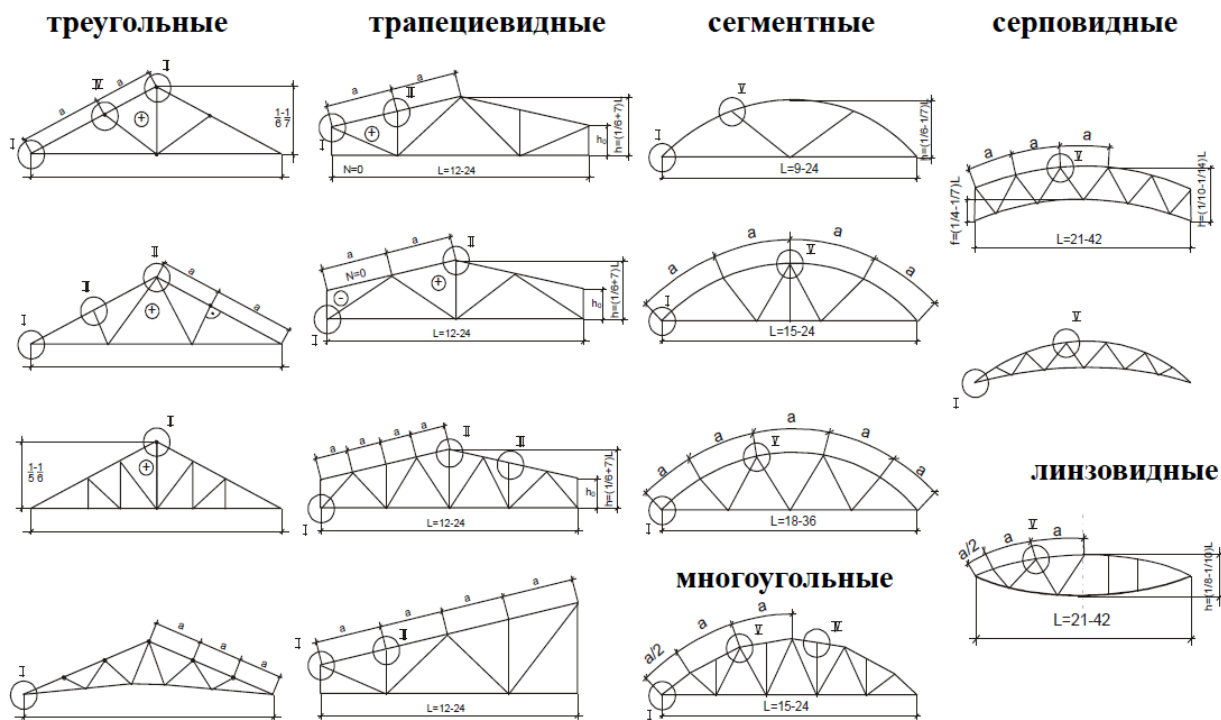 треугольные
трапециевидные
сегментные
серповидные
I
IV
a
a
I
+
1-1
6 7
a
a
II
I
+
h₀
h=(1/6÷7)L
N=0
L=12-24
V
I
h=(1/6-1/7)L
L=9-24
a
a
a
V
f=(1/4-1/7)L
h=(1/10-1/14)L
L=21-42
II
II
a
a
I
+
a
a
II
N=0
-
+
h₀
h=(1/6÷7)L
I
L=12-24
a
a
a
a
V
I
L=15-24
V
I
I
1-1
5 6
+
a
a
a
a
II
II
h₀
h=(1/6÷7)L
I
L=12-24
a
a
a
a
V
I
L=18-36
линзовидные
a/2
a
a
V
h=(1/8-1/10)L
L=21-42
a
a
a
I
a
a
a
a
II
I
L=12-24
многоугольные
a/2
a
a
V
IV
I
L=15-24